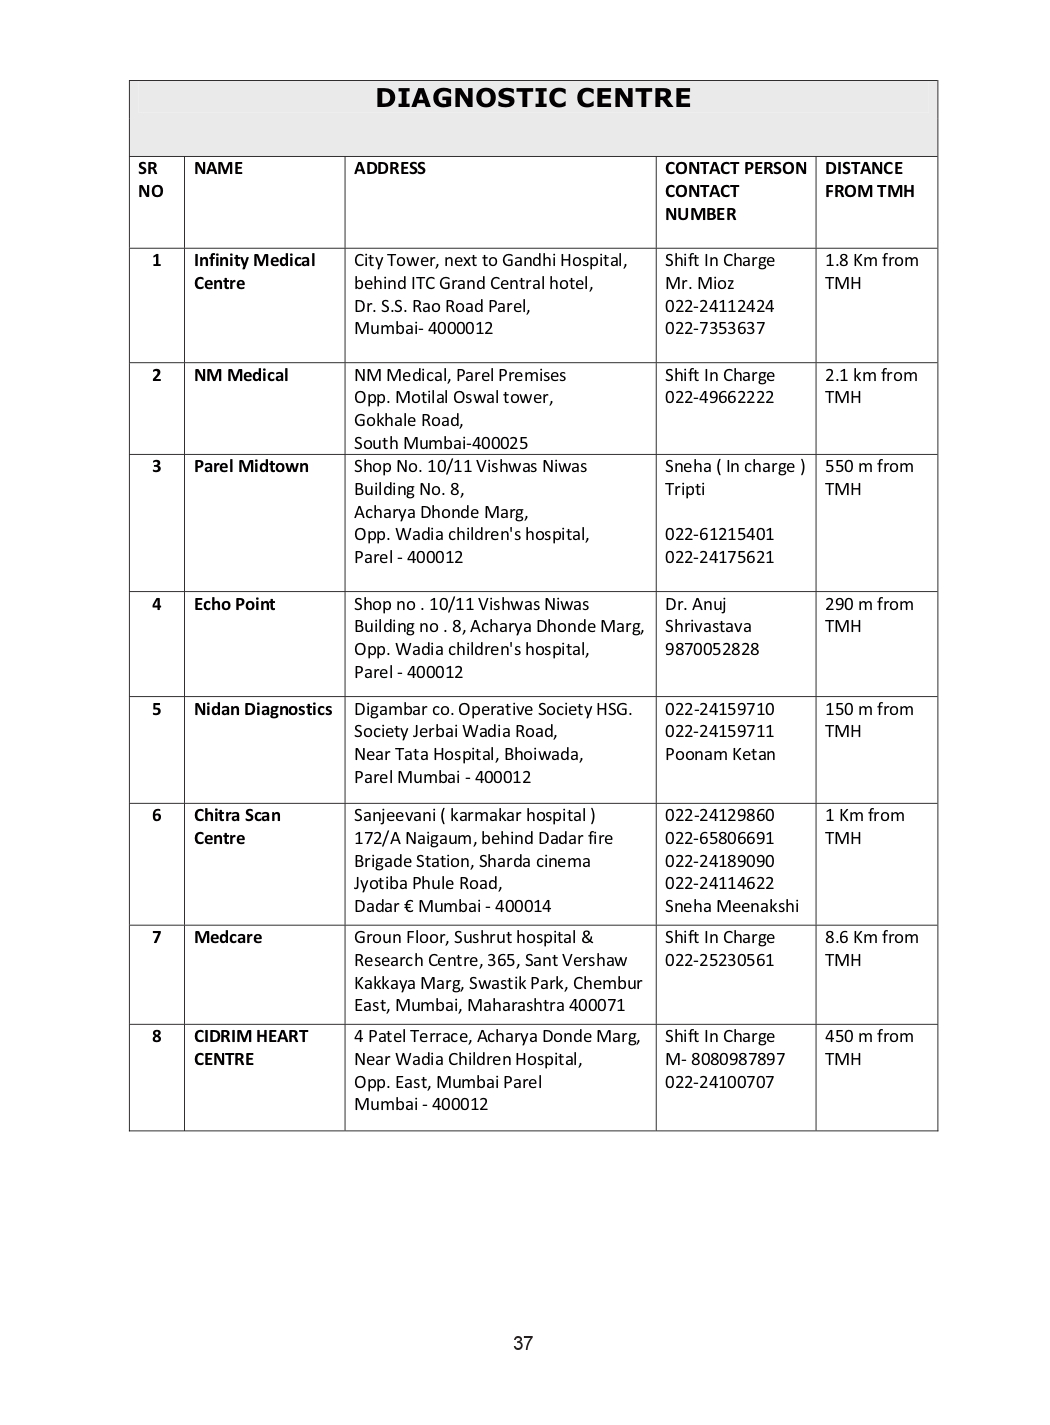 DIAGNOSTIC CENTRE
SR NO
NAME
ADDRESS
CONTACT PERSON
CONTACT
NUMBER
DISTANCE
FROM TMH
1
Infinity Medical
Centre
City Tower, next to Gandhi Hospital,
behind ITC Grand Central hotel,
Dr. S.S. Rao Road Parel,
Mumbai- 4000012
Shift In Charge
Mr. Mioz
022-24112424
022-7353637
1.8 Km from
TMH
2
NM Medical
NM Medical, Parel Premises
Opp. Motilal Oswal tower,
Gokhale Road,
South Mumbai-400025
Shift In Charge
022-49662222
2.1 km from
TMH
3
Parel Midtown
Shop No. 10/11 Vishwas Niwas
Building No. 8,
Acharya Dhonde Marg,
Opp. Wadia children's hospital,
Parel - 400012
Sneha ( In charge )
Tripti
022-61215401
022-24175621
550 m from
TMH
4
Echo Point
Shop no . 10/11 Vishwas Niwas
Building no . 8, Acharya Dhonde Marg,
Opp. Wadia children's hospital,
Parel - 400012
Dr. Anuj
Shrivastava
9870052828
290 m from
TMH
5
Nidan Diagnostics
Digambar co. Operative Society HSG.
Society Jerbai Wadia Road,
Near Tata Hospital, Bhoiwada,
Parel Mumbai - 400012
022-24159710
022-24159711
Poonam Ketan
150 m from
TMH
6
Chitra Scan
Centre
Sanjeevani ( karmakar hospital )
172/A Naigaum, behind Dadar fire
Brigade Station, Sharda cinema
Jyotiba Phule Road,
Dadar € Mumbai - 400014
022-24129860
022-65806691
022-24189090
022-24114622
Sneha Meenakshi
1 Km from
TMH
7
Medcare
Groun Floor, Sushrut hospital &
Research Centre, 365, Sant Vershaw
Kakkaya Marg, Swastik Park, Chembur
East, Mumbai, Maharashtra 400071
Shift In Charge
022-25230561
8.6 Km from
TMH
8
CIDRIM HEART
CENTRE
4 Patel Terrace, Acharya Donde Marg,
Near Wadia Children Hospital,
Opp. East, Mumbai Parel
Mumbai - 400012
Shift In Charge
M- 8080987897
022-24100707
450 m from
TMH
37